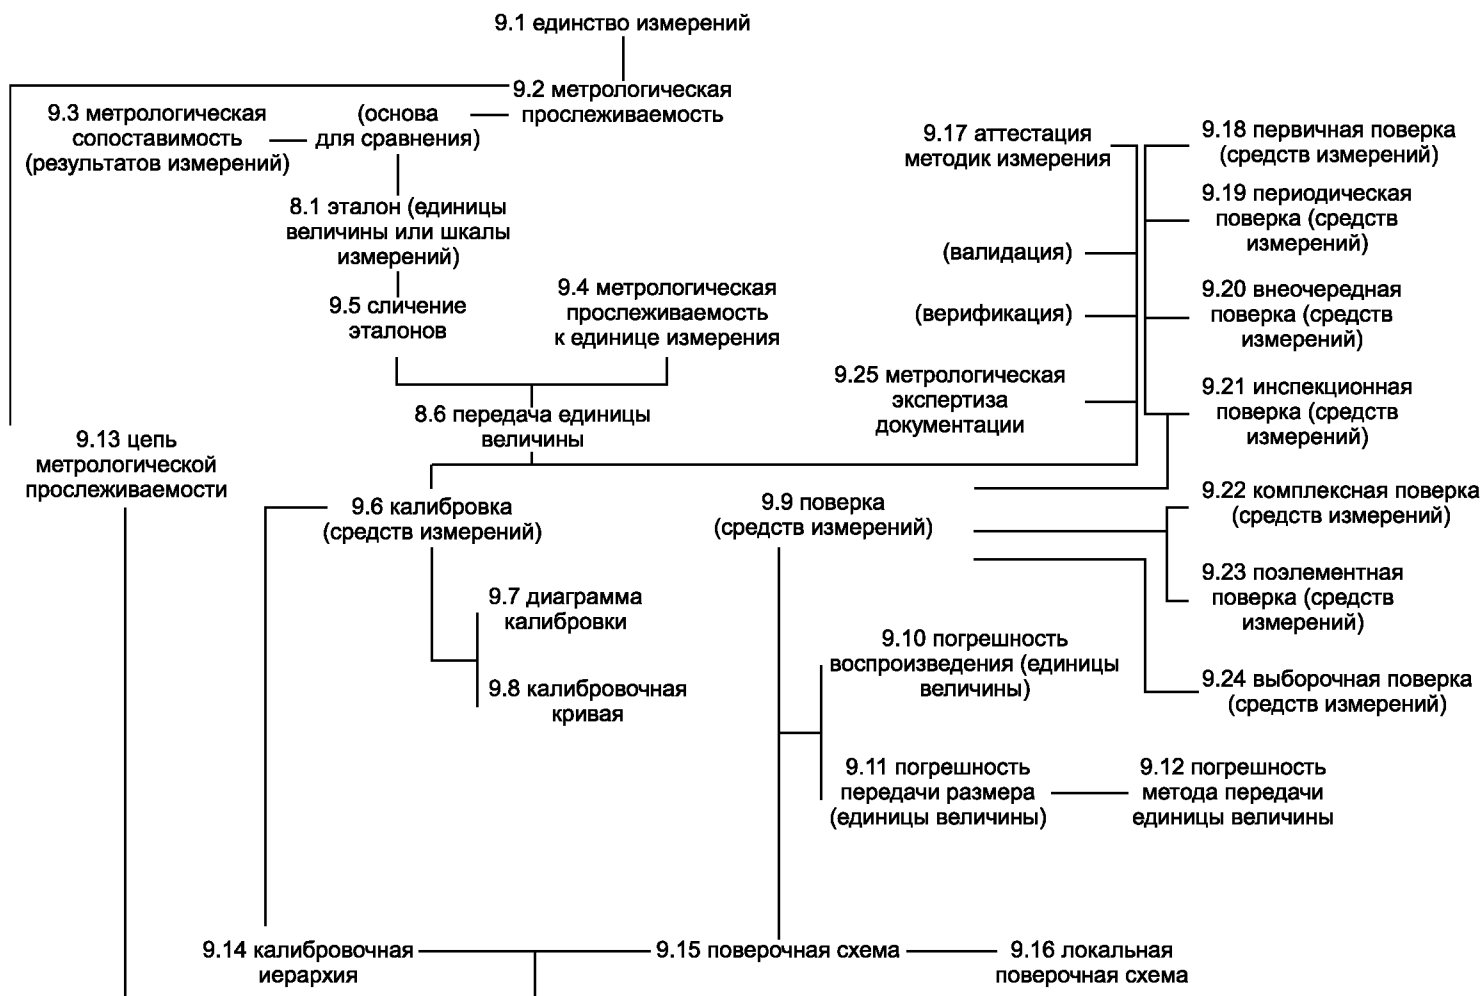 9.1 единство измерений
9.2 метрологическая
прослеживаемость
9.3 метрологическая
сопоставимость
(результатов измерений)
(основа
для сравнения)
9.17 аттестация
методик измерения
9.18 первичная поверка
(средств измерений)
9.19 периодическая
поверка (средств
измерений)
8.1 эталон (единицы
величины или шкалы
измерений)
(валидация)
9.5 сличение
эталонов
9.4 метрологическая
прослеживаемость
к единице измерения
(верификация)
9.20 внеочередная
поверка (средств
измерений)
9.25 метрологическая
экспертиза
документации
9.21 инспекционная
поверка (средств
измерений)
8.6 передача единицы
величины
9.13 цепь
метрологической
прослеживаемости
9.6 калибровка
(средств измерений)
9.9 поверка
(средств измерений)
9.22 комплексная поверка
(средств измерений)
9.23 поэлементная
поверка (средств
измерений)
9.7 диаграмма
калибровки
9.10 погрешность
воспроизведения (единицы
величины)
9.8 калибровочная
кривая
9.24 выборочная поверка
(средств измерений)
9.11 погрешность
передачи размера
(единицы величины)
9.12 погрешность
метода передачи
единицы величины
9.14 калибровочная
иерархия
9.15 поверочная схема
9.16 локальная
поверочная схема